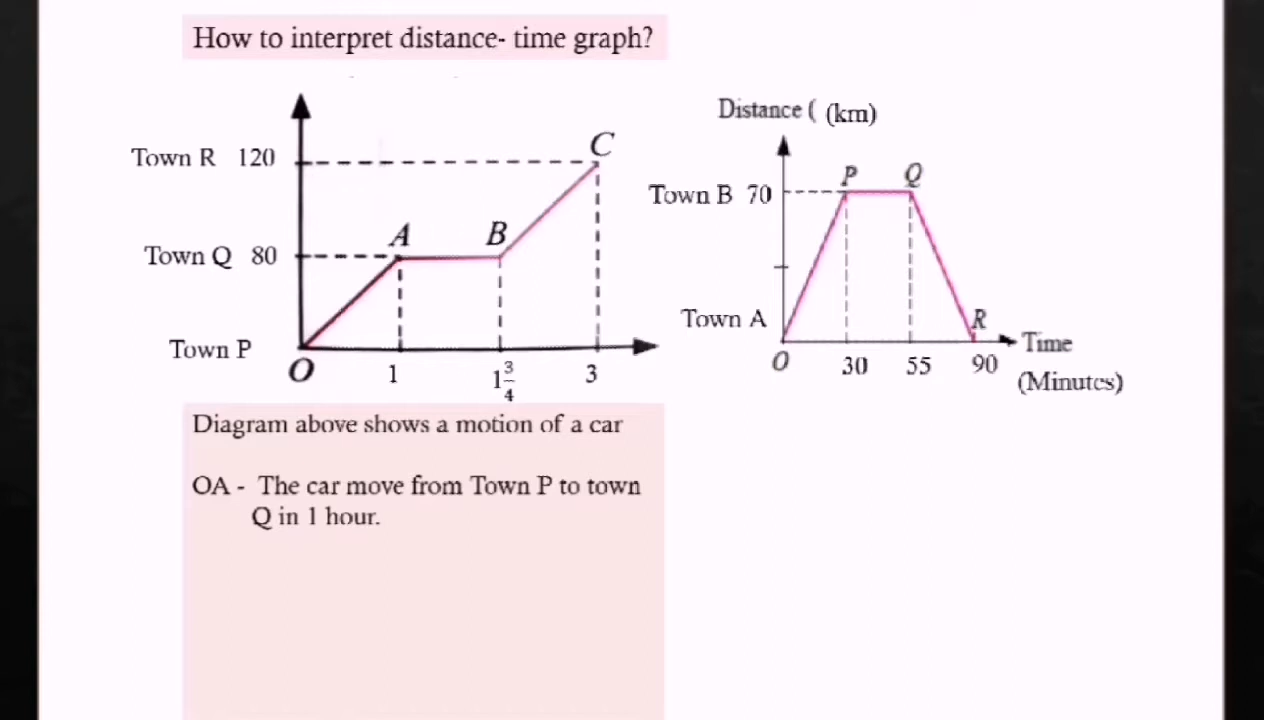 How to interpret distance- time graph?
Distance ( (km)
Town R 120
C
P Q
Town B 70
A B
Town Q 80
Town A
R
Town P
Time
O 1 1 3/4 3
O 30 55 90
(Minutes)
Diagram above shows a motion of a car
OA - The car move from Town P to town
Q in 1 hour.